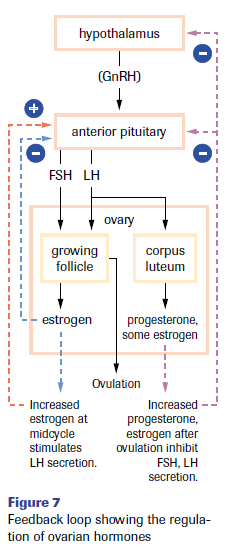 hypothalamus
−
(GnRH)
+
anterior pituitary
−
−
FSH LH
ovary
growing
follicle
corpus
luteum
estrogen
progesterone,
some estrogen
Ovulation
Increased
estrogen at
midcycle
stimulates
LH secretion.
Increased
progesterone,
estrogen after
ovulation inhibit
FSH, LH
secretion.
Figure 7
Feedback loop showing the regula-
tion of ovarian hormones